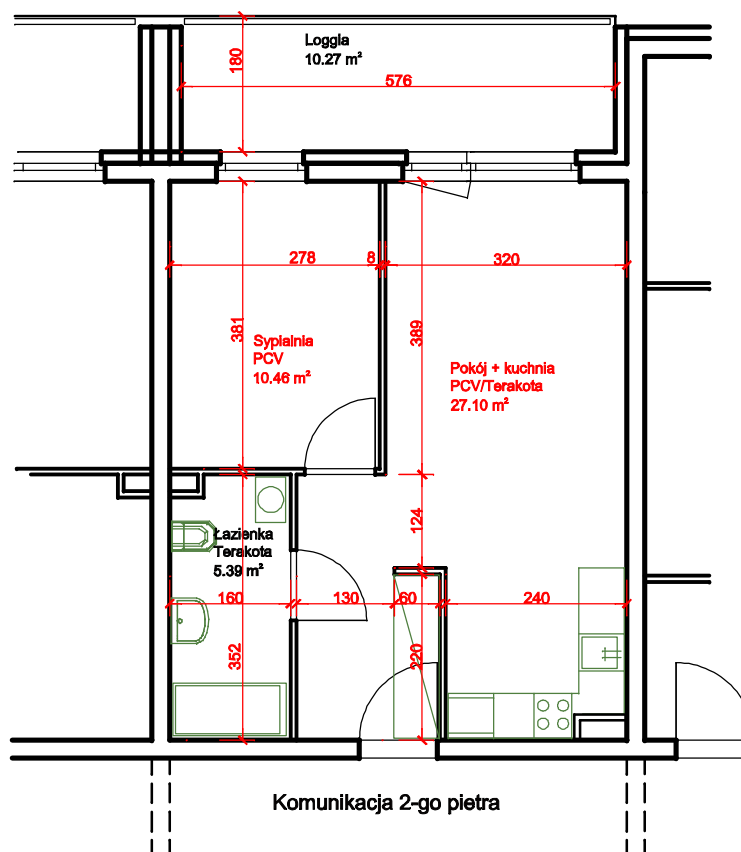 Loggia
10.27 m²
180
576
278
8
320
381
389
Sypialnia
PCV
10.46 m²
Pokój + kuchnia
PCV/Terakota
27.10 m²
124
Łazienka
Terakota
5.39 m²
160
130
60
240
352
220
Komunikacja 2-go pietra